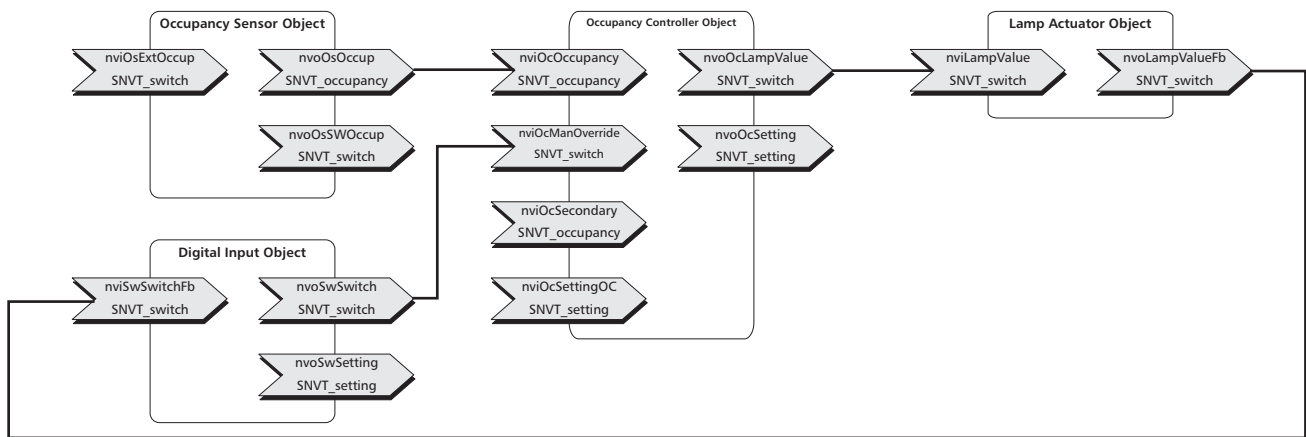 Occupancy Sensor Object
nviOsExtOccup
SNVT_switch
nvoOsOccup
SNVT_occupancy
nvoOsSWOccup
SNVT_switch
Digital Input Object
nviSwSwitchFb
SNVT_switch
nvoSwSwitch
SNVT_switch
nvoSwSetting
SNVT_setting
Occupancy Controller Object
nviOcOccupancy
SNVT_occupancy
nviOcManOverride
SNVT_switch
nviOcSecondary
SNVT_occupancy
nviOcSettingOC
SNVT_setting
nvoOcLampValue
SNVT_switch
nvoOcSetting
SNVT_setting
Lamp Actuator Object
nviLampValue
SNVT_switch
nvoLampValueFb
SNVT_switch